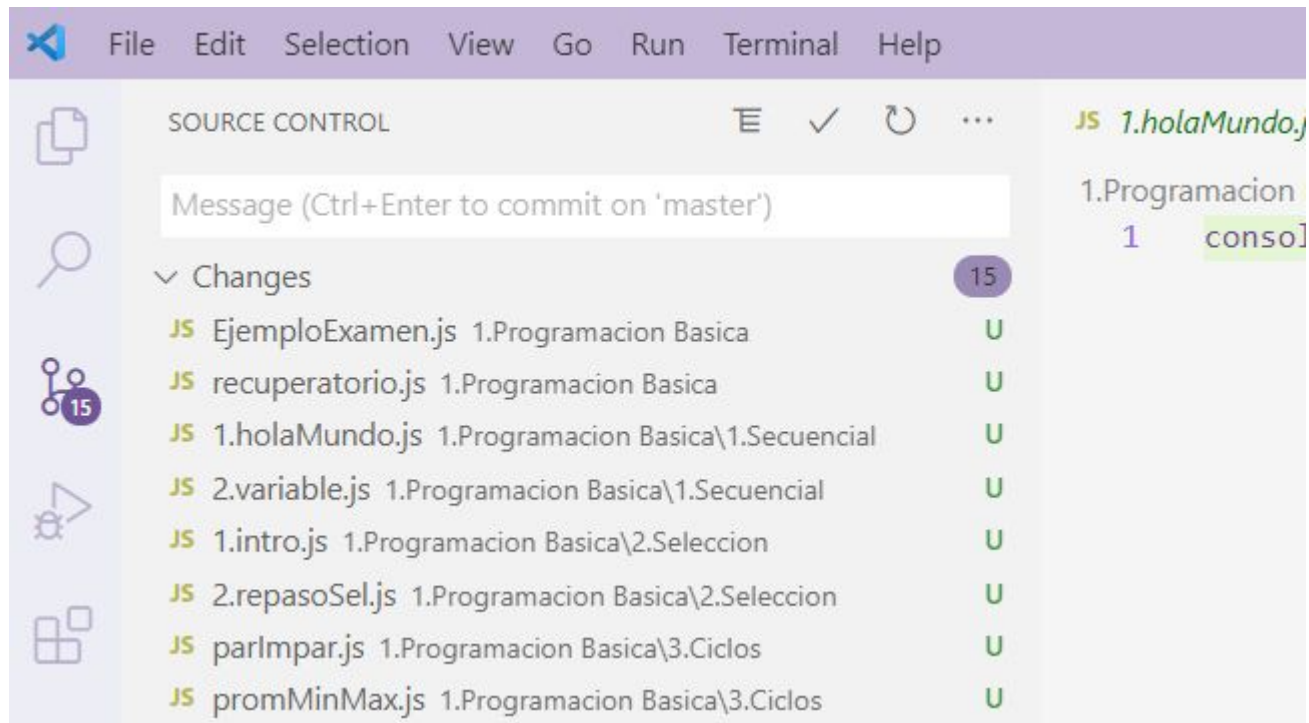 File Edit Selection View Go Run Terminal Help
SOURCE CONTROL
Message (Ctrl+Enter to commit on 'master')
Changes 15
JS EjemploExamen.js 1.Programacion Basica U
JS recuperatorio.js 1.Programacion Basica U
JS 1.holaMundo.js 1.Programacion Basica\1.Secuencial U
JS 2.variable.js 1.Programacion Basica\1.Secuencial U
JS 1.intro.js 1.Programacion Basica\2.Seleccion U
JS 2.repasoSel.js 1.Programacion Basica\2.Seleccion U
JS parImpar.js 1.Programacion Basica\3.Ciclos U
JS promMinMax.js 1.Programacion Basica\3.Ciclos U
15
JS 1.holaMundo.j
1.Programacion
1 consol